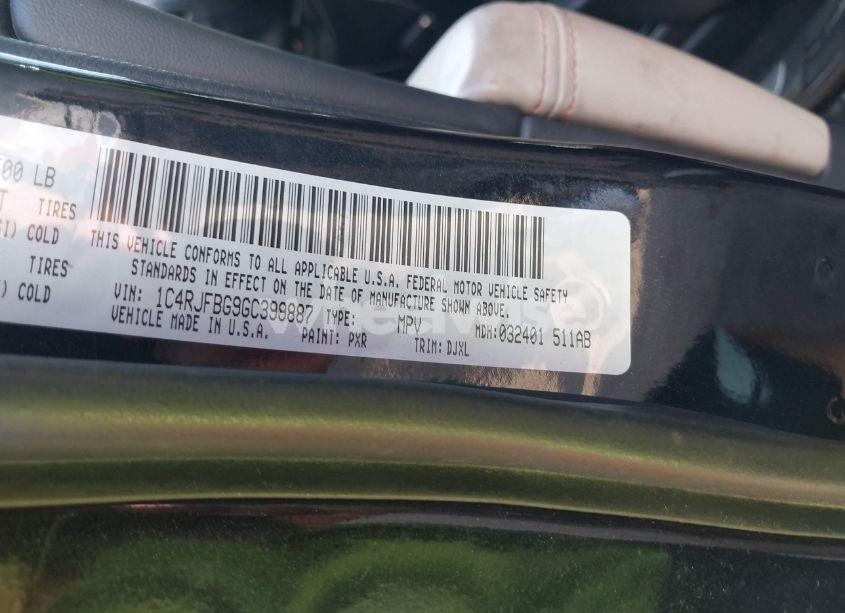 500 LB
TIRES
SI) COLD
TIRES
COLD
THIS VEHICLE CONFORMS TO ALL APPLICABLE U.S.A. FEDERAL MOTOR VEHICLE SAFETY
STANDARDS IN EFFECT ON THE DATE OF MANUFACTURE SHOWN ABOVE.
VIN: 1C4RJFBG9GC399887 TYPE: MPV MDH:032401 511AB
VEHICLE MADE IN U.S.A. PAINT: PXR TRIM:DJXL